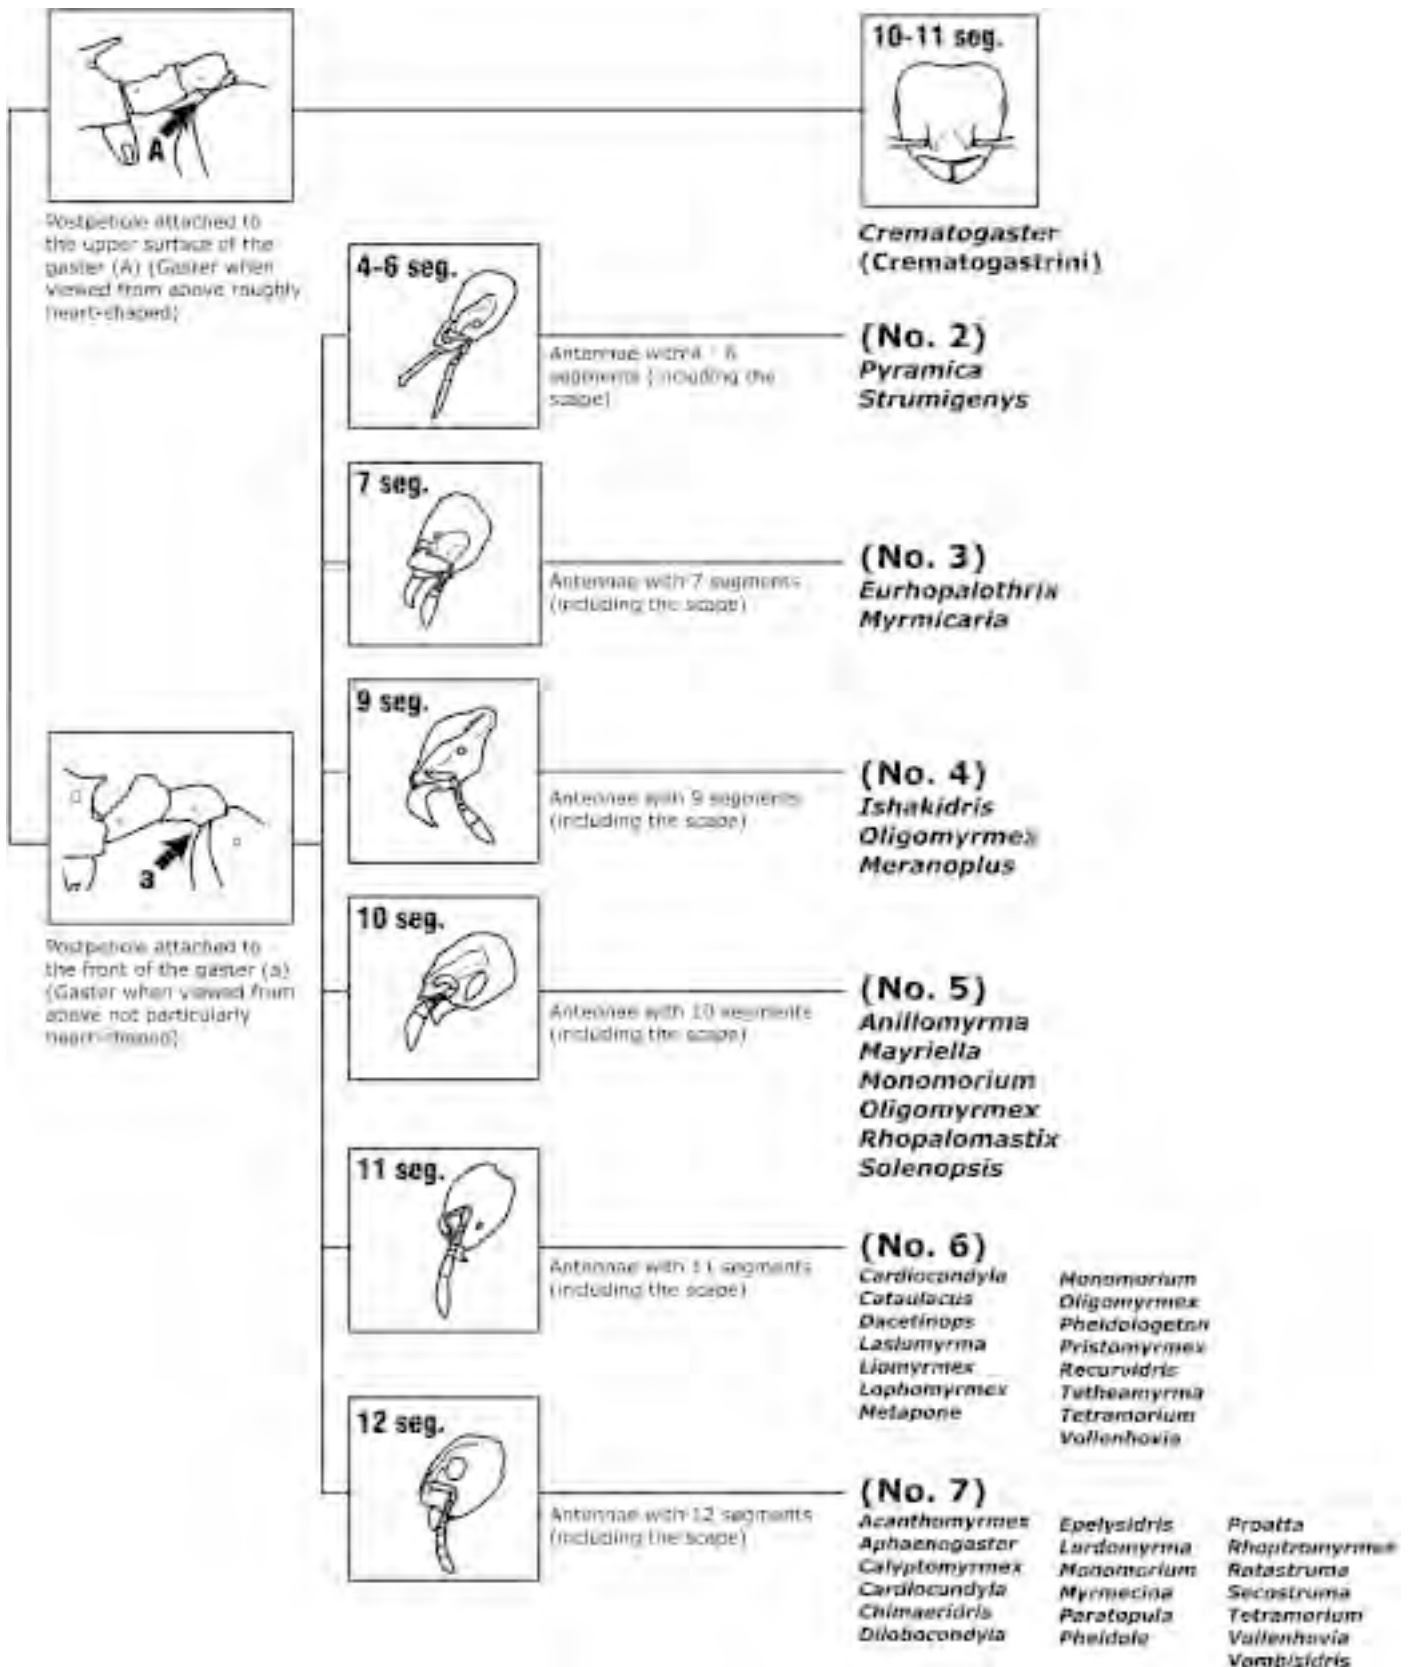 10-11 seg.
A
Postpetiole attached to
the upper surface of the
gaster (A) (Gaster when
viewed from above roughly
heart-shaped)
Crematogaster
(Crematogastrini)
4-6 seg.
Antennae with 4 - 6
segments (including the
scape)
(No. 2)
Pyramica
Strumigenys
7 seg.
Antennae with 7 segments
(including the scape)
(No. 3)
Eurhopalothrix
Myrmicaria
9 seg.
Antennae with 9 segments
(including the scape)
(No. 4)
Ishakidris
Oligomyrmex
Meranoplus
a
Postpetiole attached to
the front of the gaster (a)
(Gaster when viewed from
above not particularly
heart-shaped)
10 seg.
Antennae with 10 segments
(including the scape)
(No. 5)
Anillomyrma
Mayriella
Monomorium
Oligomyrmex
Rhopalomastix
Solenopsis
11 seg.
Antennae with 11 segments
(including the scape)
(No. 6)
Cardiocondyla
Cataulacus
Dacetinops
Lasiomyrma
Liomyrmex
Lophomyrmex
Metapone
Monomorium
Oligomyrmex
Pheidologeton
Pristomyrmex
Recurvidris
Tetheamyrma
Tetramorium
Vollenhovia
12 seg.
Antennae with 12 segments
(including the scape)
(No. 7)
Acanthomyrmex
Aphaenogaster
Calyptomyrmex
Cardiocondyla
Chimaeridris
Dilobocondyla
Epelysidris
Lordomyrma
Monomorium
Myrmecina
Paratopula
Pheidole
Proatta
Rhoptromyrmex
Rotastruma
Secostruma
Tetramorium
Vollenhovia
Vombisidris